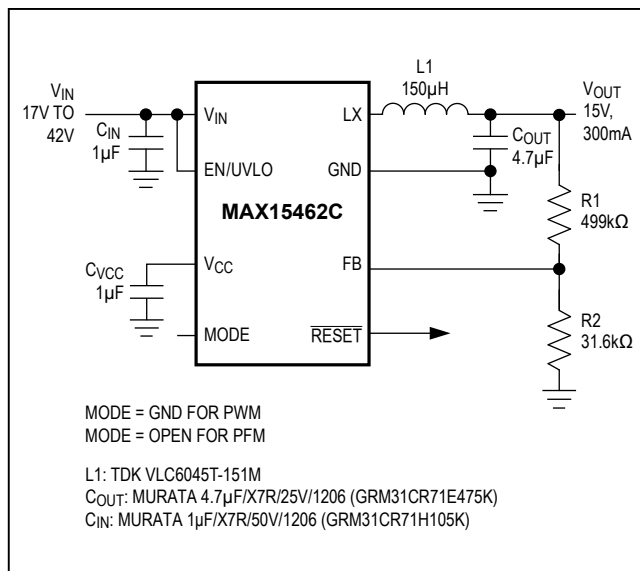 L1
150µH
VIN
17V TO
42V
CIN
1µF
VIN
LX
COUT
4.7µF
VOUT
15V,
300mA
EN/UVLO
GND
MAX15462C
R1
499kΩ
CVCC
1µF
VCC
FB
MODE
RESET
R2
31.6kΩ
MODE = GND FOR PWM
MODE = OPEN FOR PFM
L1: TDK VLC6045T-151M
COUT: MURATA 4.7µF/X7R/25V/1206 (GRM31CR71E475K)
CIN: MURATA 1µF/X7R/50V/1206 (GRM31CR71H105K)